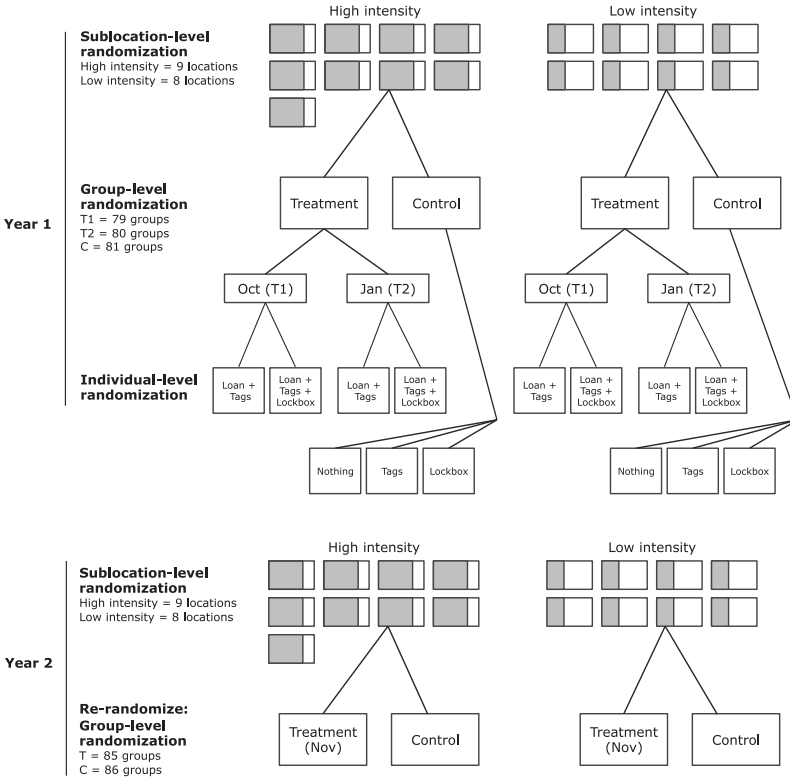 High intensity
Low intensity
Sublocation-level
randomization
High intensity = 9 locations
Low intensity = 8 locations
Year 1
Group-level
randomization
T1 = 79 groups
T2 = 80 groups
C = 81 groups
Treatment
Control
Treatment
Control
Oct (T1)
Jan (T2)
Oct (T1)
Jan (T2)
Individual-level
randomization
Loan +
Tags
Loan +
Tags +
Lockbox
Loan +
Tags
Loan +
Tags +
Lockbox
Loan +
Tags
Loan +
Tags +
Lockbox
Loan +
Tags
Loan +
Tags +
Lockbox
Nothing
Tags
Lockbox
Nothing
Tags
Lockbox
High intensity
Low intensity
Sublocation-level
randomization
High intensity = 9 locations
Low intensity = 8 locations
Year 2
Re-randomize:
Group-level
randomization
T = 85 groups
C = 86 groups
Treatment
(Nov)
Control
Treatment
(Nov)
Control